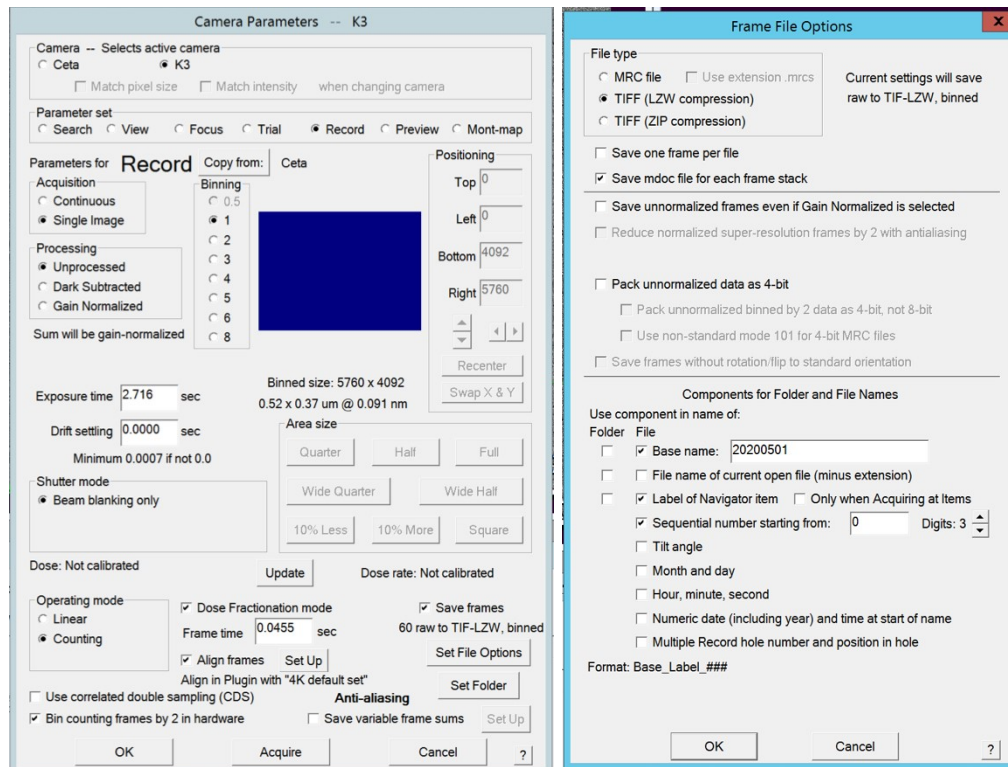 Camera Parameters -- K3
Camera -- Selects active camera
Ceta K3
Match pixel size Match intensity when changing camera
Parameter set
Search View Focus Trial Record Preview Mont-map
Parameters for Record Copy from: Ceta
Acquisition
Continuous
Single Image
Processing
Unprocessed
Dark Subtracted
Gain Normalized
Sum will be gain-normalized
Binning
0.5
1
2
3
4
5
6
8
Positioning
Top 0
Left 0
Bottom 4092
Right 5760
Recenter
Swap X & Y
Exposure time 2.716 sec
Drift settling 0.0000 sec
Minimum 0.0007 if not 0.0
Binned size: 5760 x 4092
0.52 x 0.37 um @ 0.091 nm
Shutter mode
Beam blanking only
Area size
Quarter Half Full
Wide Quarter Wide Half
10% Less 10% More Square
Dose: Not calibrated Update Dose rate: Not calibrated
Operating mode
Linear
Counting
Dose Fractionation mode Save frames
Frame time 0.0455 sec 60 raw to TIF-LZW, binned
Align frames Set Up Set File Options
Align in Plugin with "4K default set"
Set Folder
Use correlated double sampling (CDS) Anti-aliasing
Bin counting frames by 2 in hardware Save variable frame sums Set Up
OK Acquire Cancel ?
Frame File Options x
File type
MRC file Use extension .mrcs
TIFF (LZW compression)
TIFF (ZIP compression)
Current settings will save
raw to TIF-LZW, binned
Save one frame per file
Save mdoc file for each frame stack
Save unnormalized frames even if Gain Normalized is selected
Reduce normalized super-resolution frames by 2 with antialiasing
Pack unnormalized data as 4-bit
Pack unnormalized binned by 2 data as 4-bit, not 8-bit
Use non-standard mode 101 for 4-bit MRC files
Save frames without rotation/flip to standard orientation
Components for Folder and File Names
Use component in name of:
Folder File
Base name: 20200501
File name of current open file (minus extension)
Label of Navigator item Only when Acquiring at Items
Sequential number starting from: 0 Digits: 3
Tilt angle
Month and day
Hour, minute, second
Numeric date (including year) and time at start of name
Multiple Record hole number and position in hole
Format: Base_Label_###
OK Cancel ?